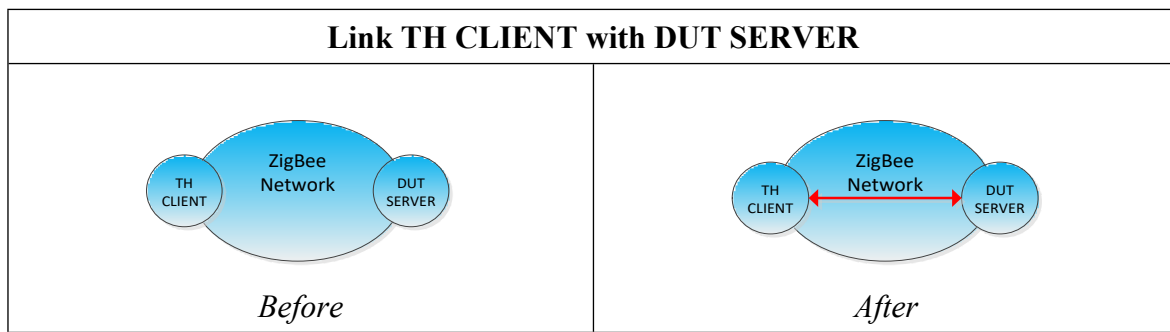 Link TH CLIENT with DUT SERVER
ZigBee
Network
TH
CLIENT
DUT
SERVER
Before
ZigBee
Network
TH
CLIENT
DUT
SERVER
After